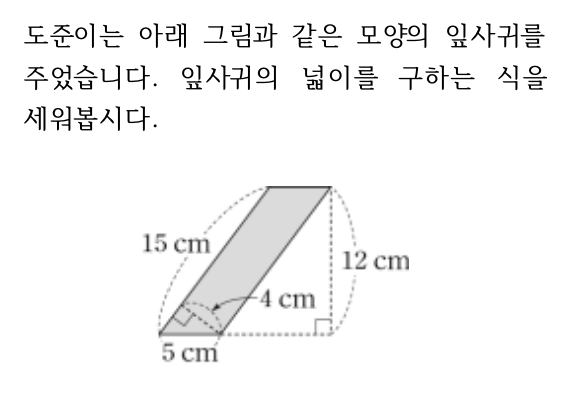 도준이는 아래 그림과 같은 모양의 잎사귀를
주었습니다. 잎사귀의 넓이를 구하는 식을
세워봅시다.
15 cm
12 cm
4 cm
5 cm